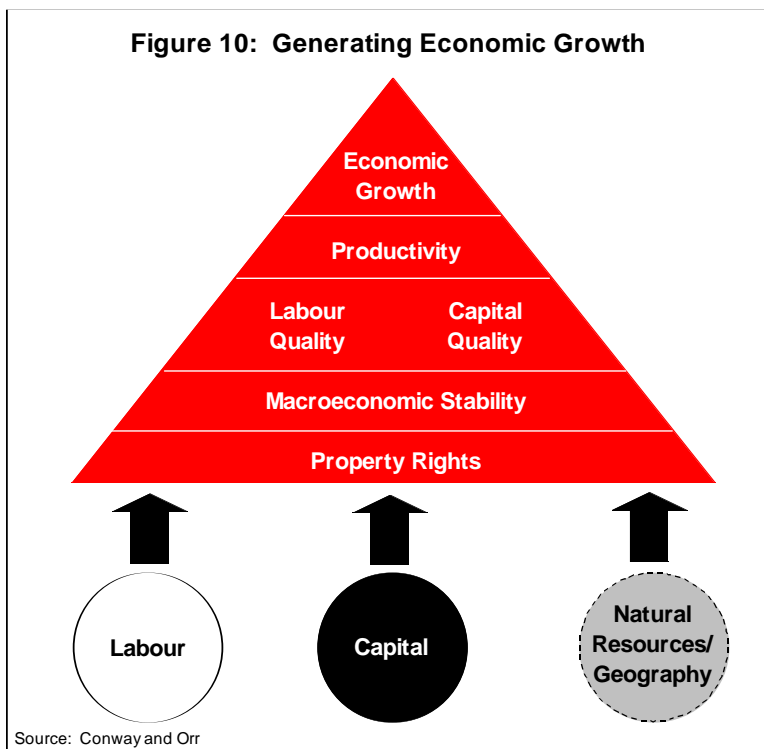 Figure 10: Generating Economic Growth
Economic
Growth
Productivity
Labour
Quality
Capital
Quality
Macroeconomic Stability
Property Rights
Labour
Capital
Natural
Resources/
Geography
Source: Conway and Orr